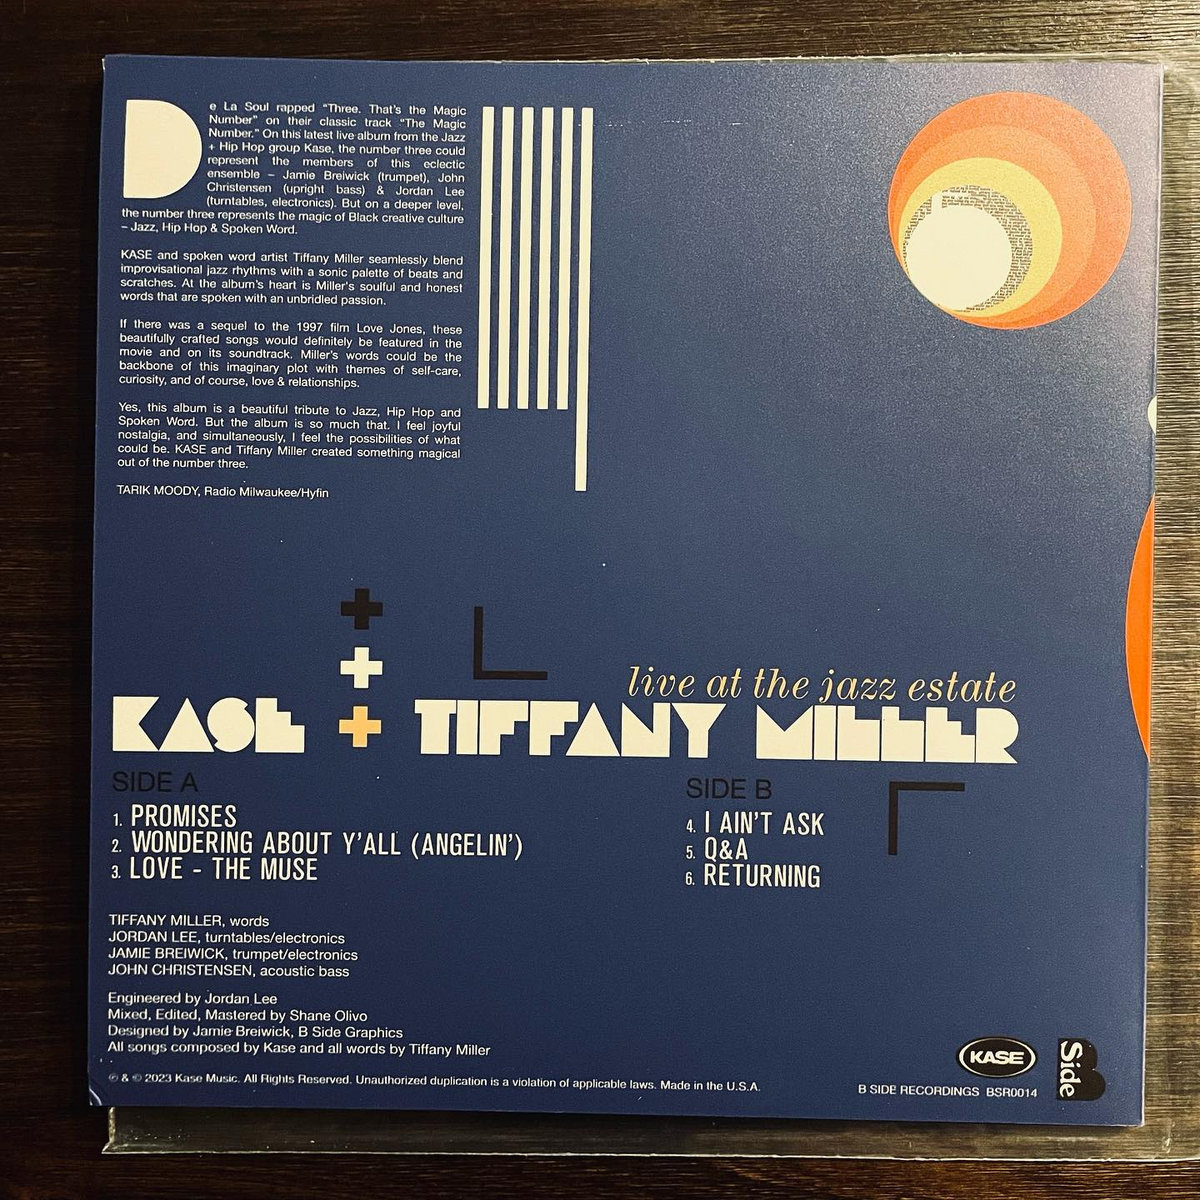 De La Soul rapped “Three. That's the Magic
Number” on their classic track “The Magic
Number.” On this latest live album from the Jazz
+ Hip Hop group Kase, the number three could
represent the members of this eclectic
ensemble – Jamie Breiwick (trumpet), John
Christensen (upright bass) & Jordan Lee
(turntables, electronics). But on a deeper level,
the number three represents the magic of Black creative culture
– Jazz, Hip Hop & Spoken Word.
KASE and spoken word artist Tiffany Miller seamlessly blend
improvisational jazz rhythms with a sonic palette of beats and
scratches. At the album's heart is Miller's soulful and honest
words that are spoken with an unbridled passion.
If there was a sequel to the 1997 film Love Jones, these
beautifully crafted songs would definitely be featured in the
movie and on its soundtrack. Miller's words could be the
backbone of this imaginary plot with themes of self-care,
curiosity, and of course, love & relationships.
Yes, this album is a beautiful tribute to Jazz, Hip Hop and
Spoken Word. But the album is so much that. I feel joyful
nostalgia, and simultaneously, I feel the possibilities of what
could be. KASE and Tiffany Miller created something magical
out of the number three.
TARIK MOODY, Radio Milwaukee/Hyfin
live at the jazz estate
KASE + TIFFANY MILLER
SIDE A
1. PROMISES
2. WONDERING ABOUT Y'ALL (ANGELIN')
3. LOVE - THE MUSE
SIDE B
4. I AIN'T ASK
5. Q&A
6. RETURNING
TIFFANY MILLER, words
JORDAN LEE, turntables/electronics
JAMIE BREIWICK, trumpet/electronics
JOHN CHRISTENSEN, acoustic bass
Engineered by Jordan Lee
Mixed, Edited, Mastered by Shane Olivo
Designed by Jamie Breiwick, B Side Graphics
All songs composed by Kase and all words by Tiffany Miller
℗ & © 2023 Kase Music. All Rights Reserved. Unauthorized duplication is a violation of applicable laws. Made in the U.S.A.
KASE
B SIDE RECORDINGS BSR0014
B Side